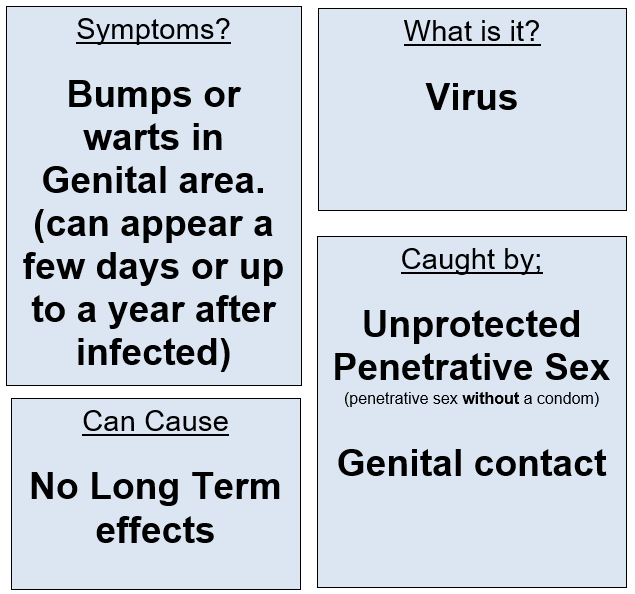 Symptoms?
Bumps or
warts in
Genital area.
(can appear a
few days or up
to a year after
infected)
What is it?
Virus
Can Cause
No Long Term
effects
Caught by;
Unprotected
Penetrative Sex
(penetrative sex without a condom)
Genital contact